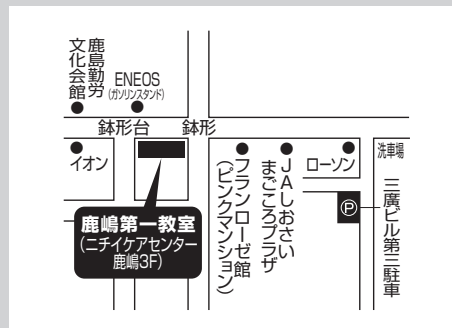 鹿島勤労
文化会館
ENEOS
(ガソリンスタンド)
鉢形台
鉢形
イオン
フランローゼ館
(ピンクマンション)
JAしおさい
まごころプラザ
ローソン
洗車場
P
三廣ビル第三駐車
鹿嶋第一教室
(ニチイケアセンター
鹿嶋3F)